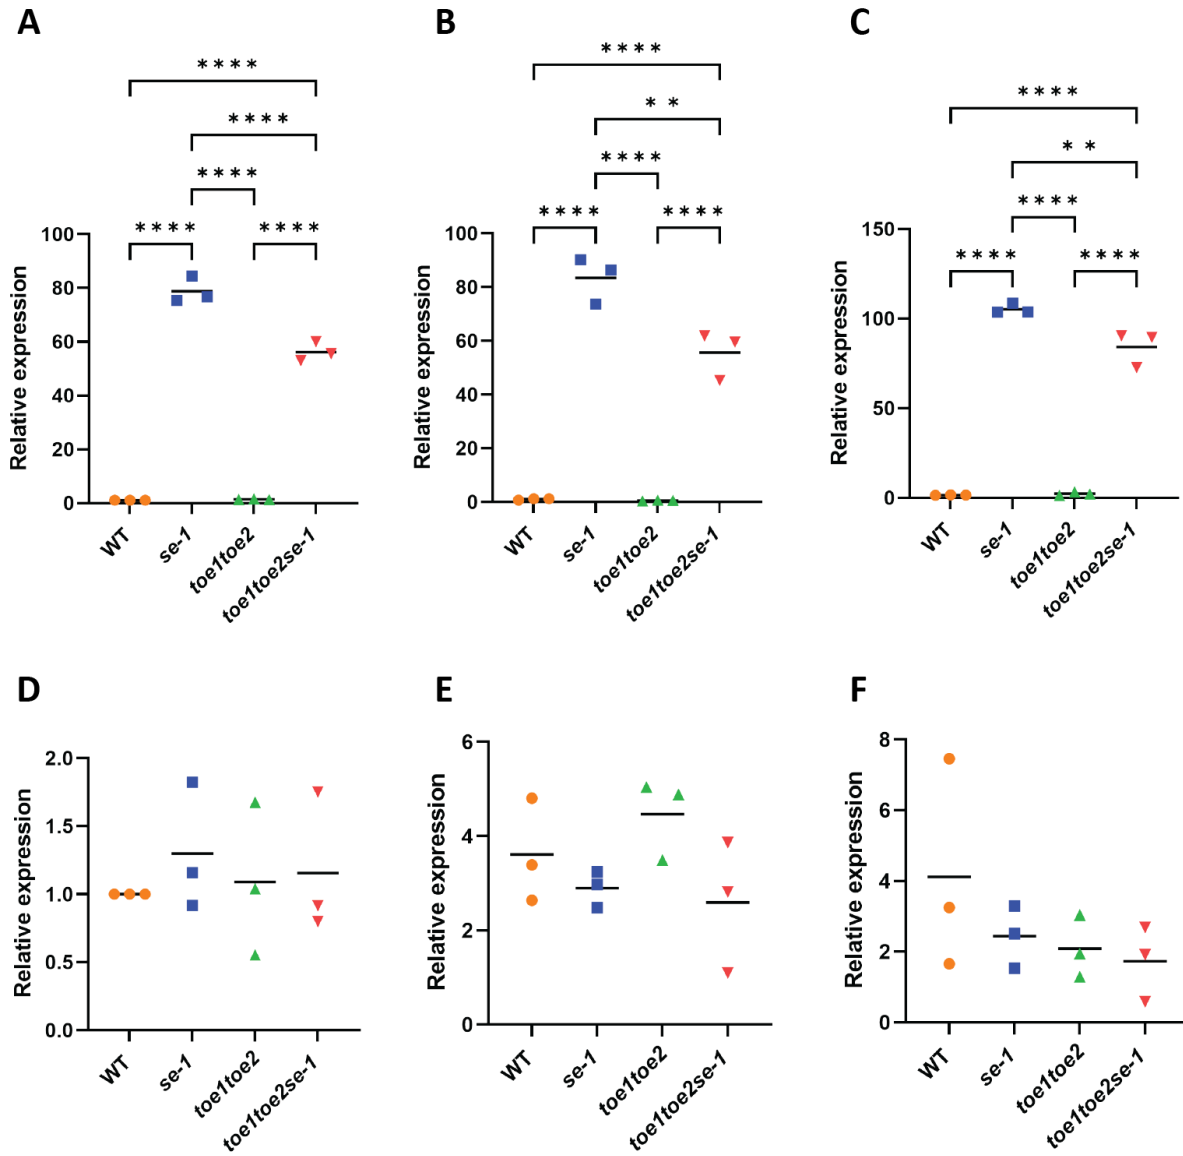 A
B
C
****
****
****
**** ****
100
80
60
40
20
0
Relative expression
WT
se-1
toe1toe2
toe1toe2se-1
****
* *
****
**** ****
100
80
60
40
20
0
Relative expression
WT
se-1
toe1toe2
toe1toe2se-1
****
* *
****
**** ****
150
100
50
0
Relative expression
WT
se-1
toe1toe2
toe1toe2se-1
D
E
F
2.0
1.5
1.0
0.5
0.0
Relative expression
WT
se-1
toe1toe2
toe1toe2se-1
6
4
2
0
Relative expression
WT
se-1
toe1toe2
toe1toe2se-1
8
6
4
2
0
Relative expression
WT
se-1
toe1toe2
toe1toe2se-1